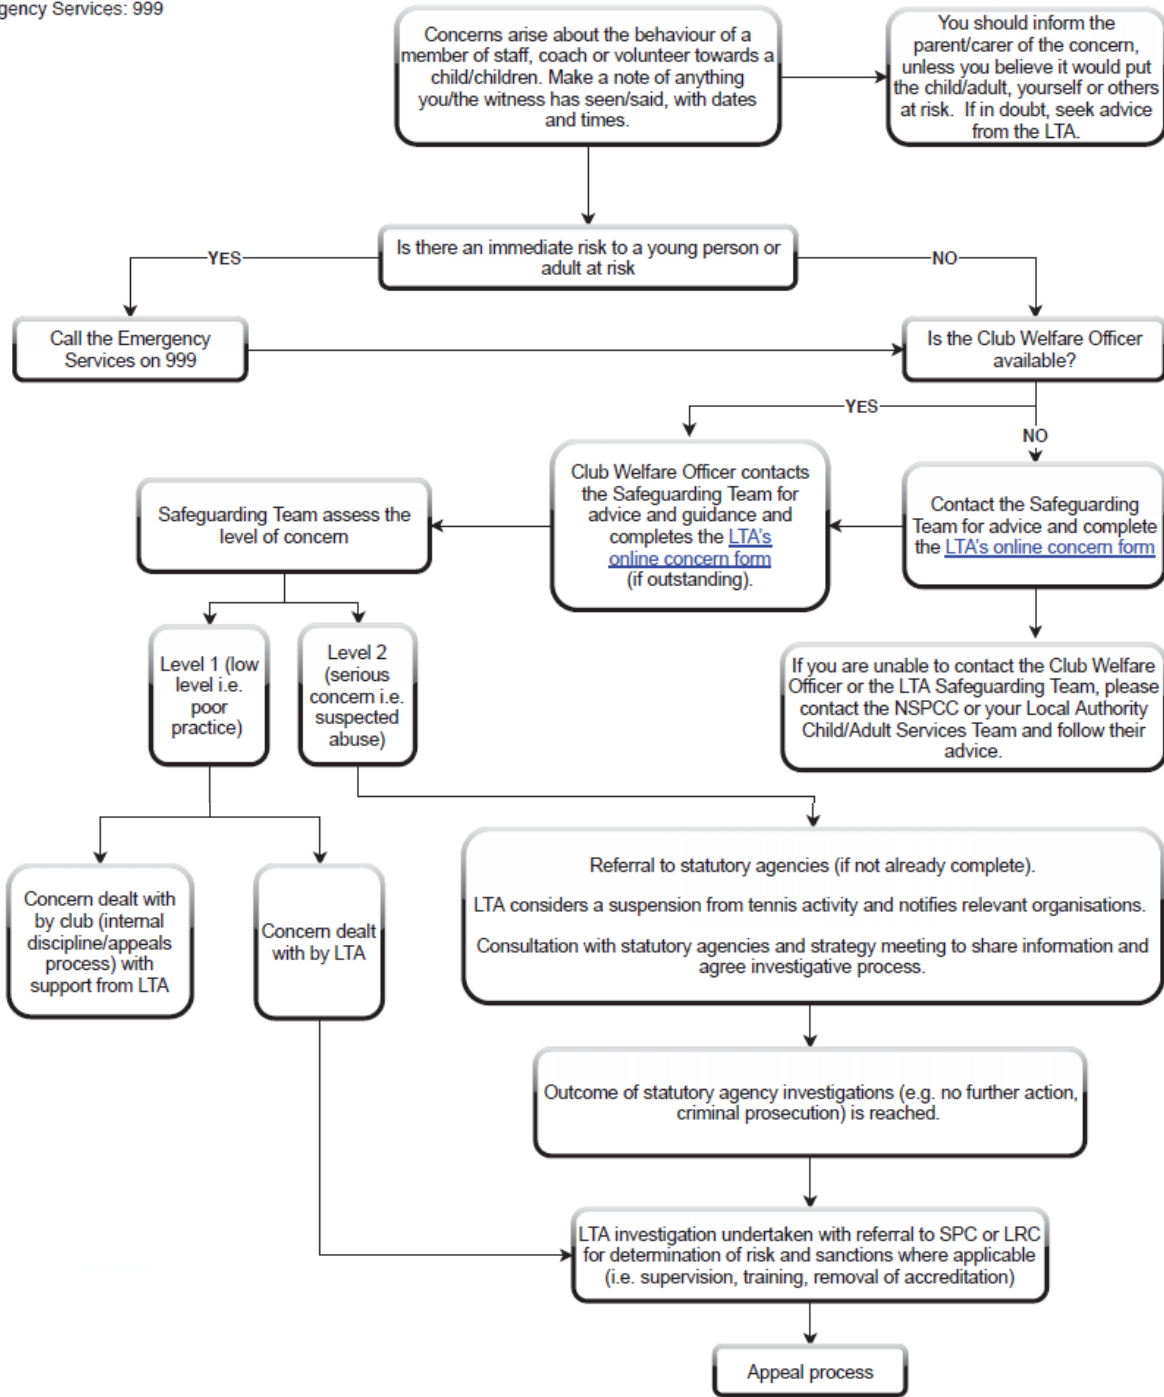 gency Services: 999
Concerns arise about the behaviour of a
member of staff, coach or volunteer towards a
child/children. Make a note of anything
you/the witness has seen/said, with dates
and times.
You should inform the
parent/carer of the concern,
unless you believe it would put
the child/adult, yourself or others
at risk. If in doubt, seek advice
from the LTA.
Is there an immediate risk to a young person or
adult at risk
YES
NO
Call the Emergency
Services on 999
Is the Club Welfare Officer
available?
YES
NO
Club Welfare Officer contacts
the Safeguarding Team for
advice and guidance and
completes the LTA's
online concern form
(if outstanding).
Contact the Safeguarding
Team for advice and complete
the LTA's online concern form
Safeguarding Team assess the
level of concern
Level 1 (low
level i.e.
poor
practice)
Level 2
(serious
concern i.e.
suspected
abuse)
If you are unable to contact the Club Welfare
Officer or the LTA Safeguarding Team, please
contact the NSPCC or your Local Authority
Child/Adult Services Team and follow their
advice.
Concern dealt with
by club (internal
discipline/appeals
process) with
support from LTA
Concern dealt
with by LTA
Referral to statutory agencies (if not already complete).
LTA considers a suspension from tennis activity and notifies relevant organisations.
Consultation with statutory agencies and strategy meeting to share information and
agree investigative process.
Outcome of statutory agency investigations (e.g. no further action,
criminal prosecution) is reached.
LTA investigation undertaken with referral to SPC or LRC
for determination of risk and sanctions where applicable
(i.e. supervision, training, removal of accreditation)
Appeal process